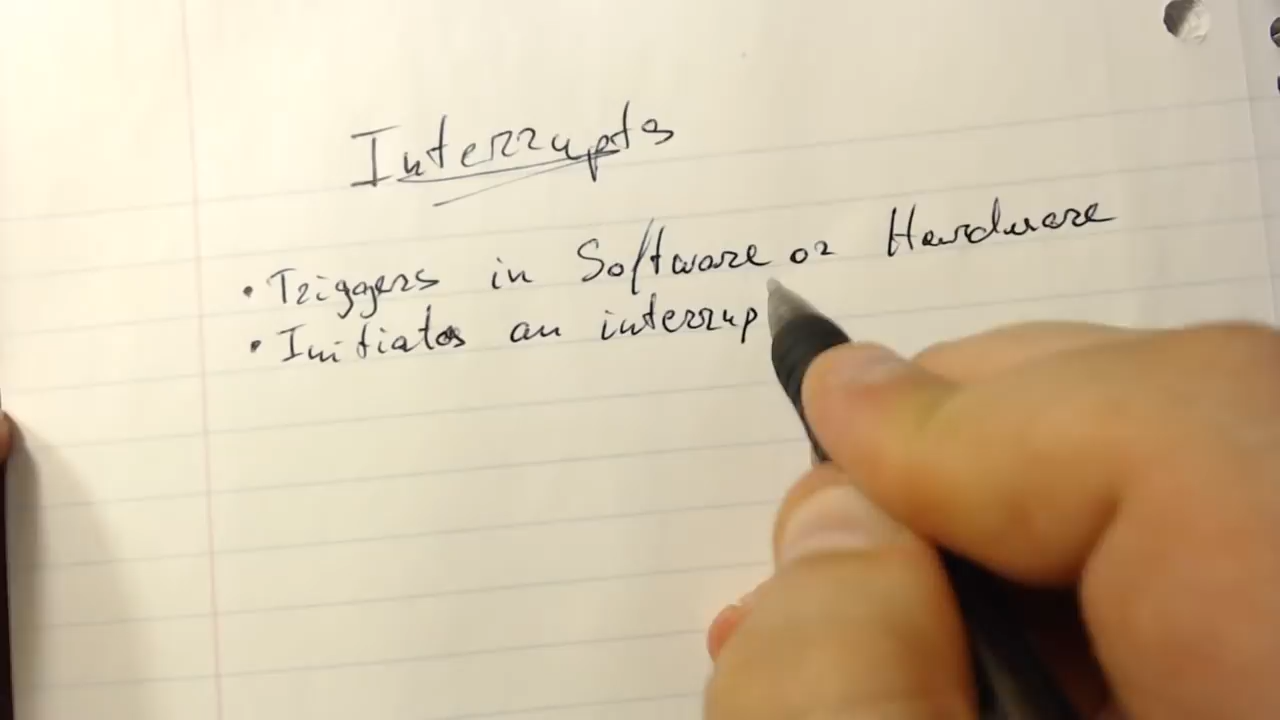 Interrupts
• Triggers in Software or Hardware
• Initiates an interrup